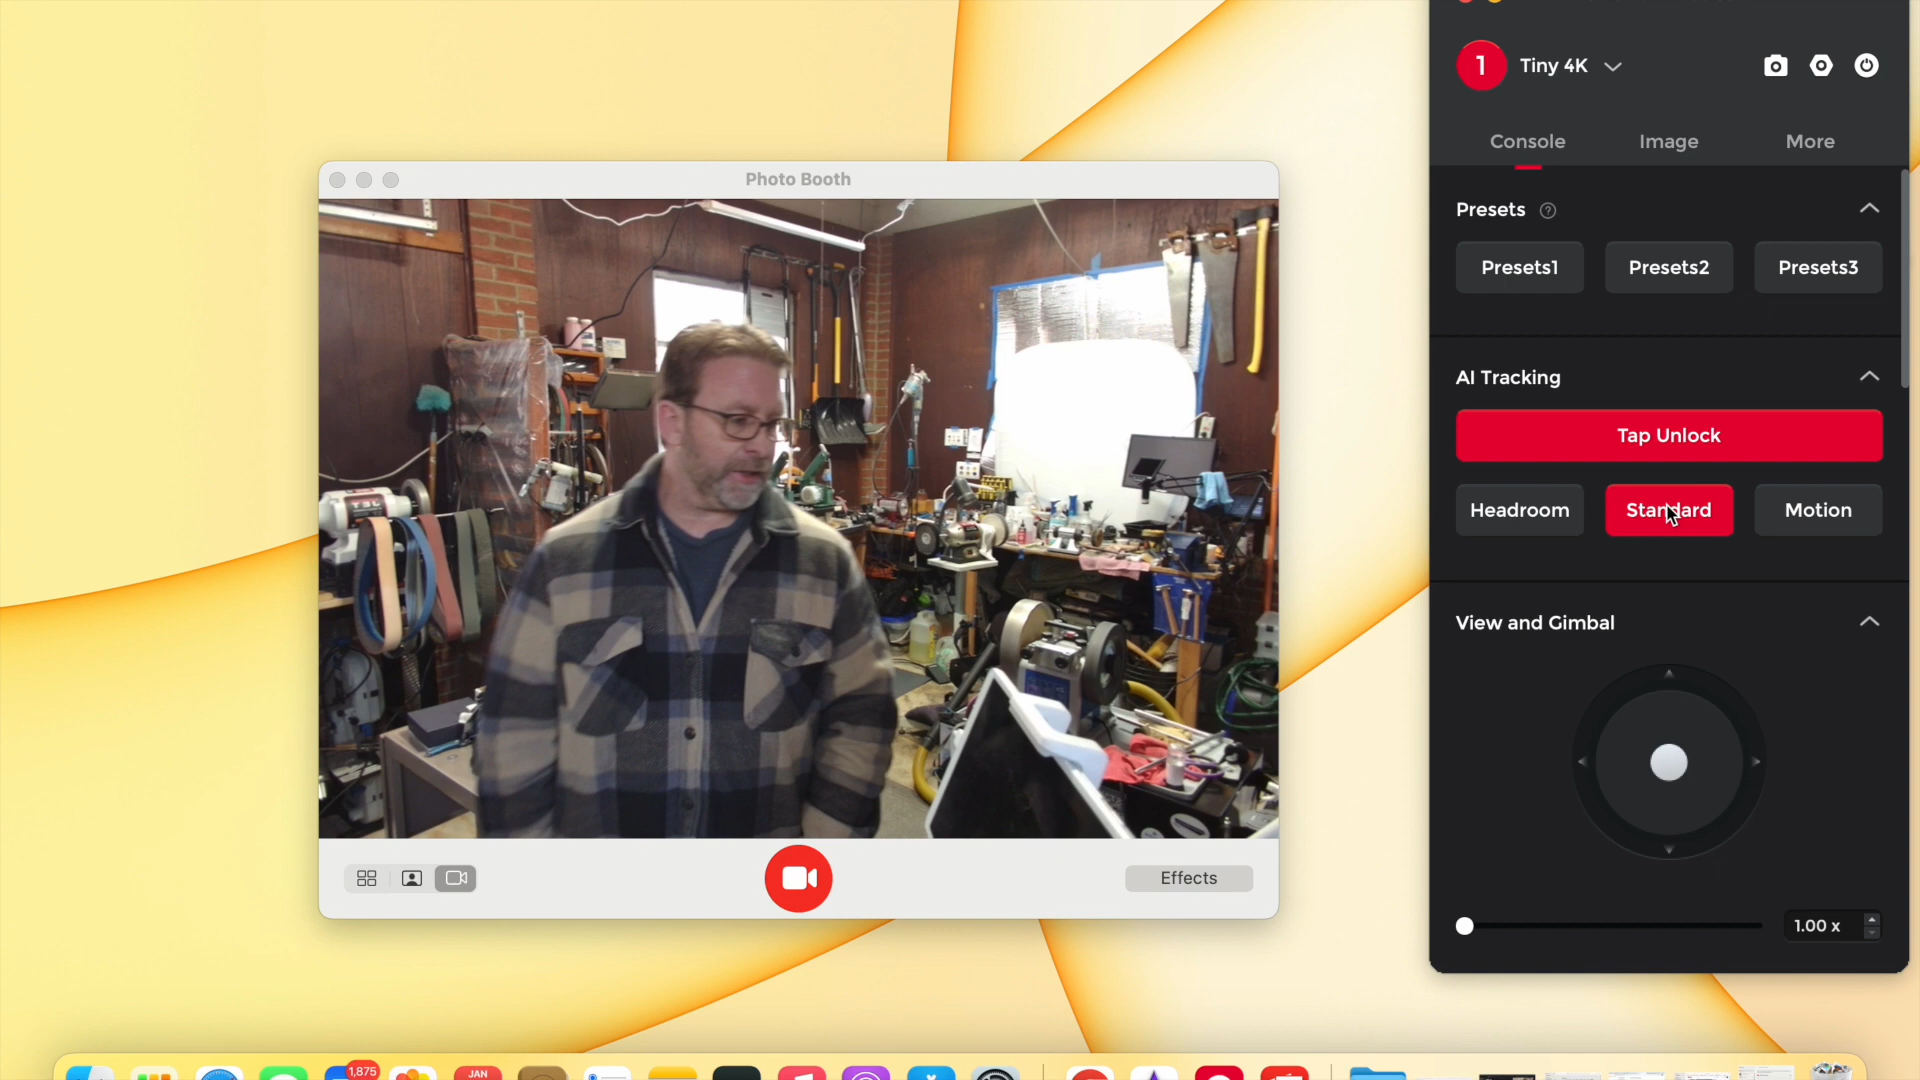 1
Tiny 4K
Console
Image
More
Photo Booth
Presets
?
Presets1
Presets2
Presets3
AI Tracking
Tap Unlock
Headroom
Standard
Motion
View and Gimbal
Effects
1.00 x
1,875
JAN